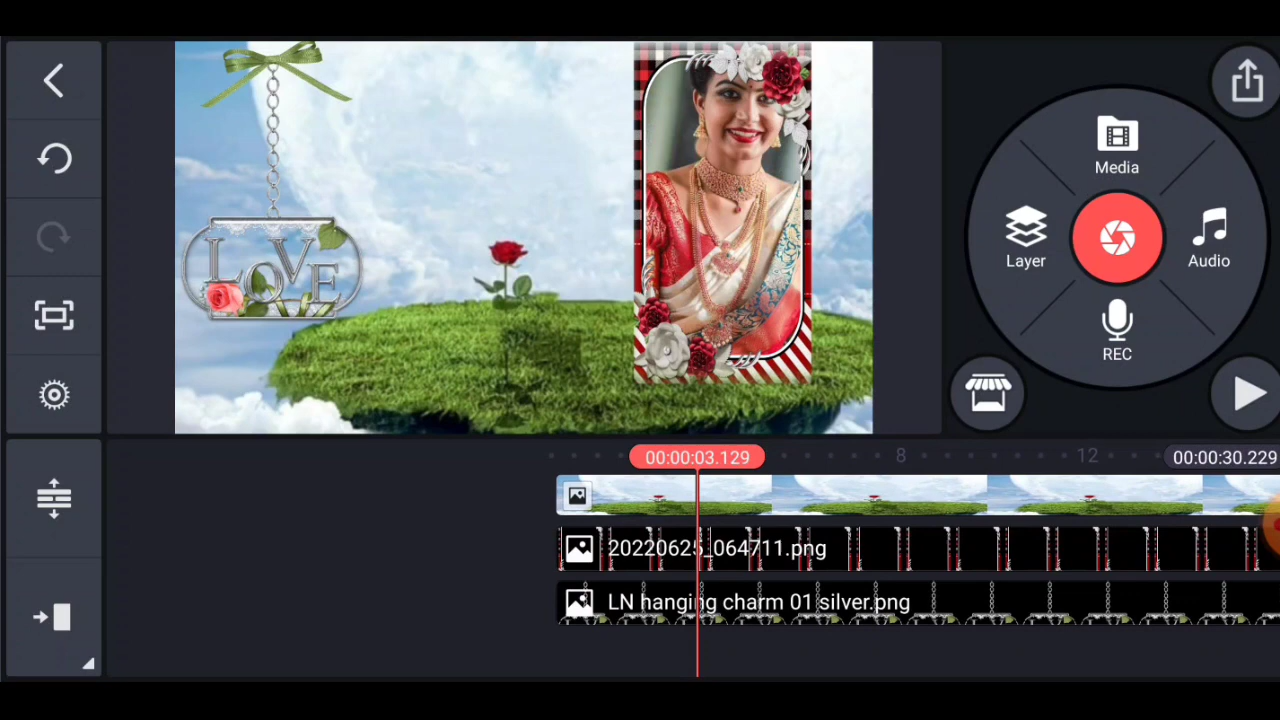 LOVE
Media
Layer
Audio
REC
00:00:03.129
8
12
00:00:30.229
20220625_064711.png
LN hanging charm 01 silver.png